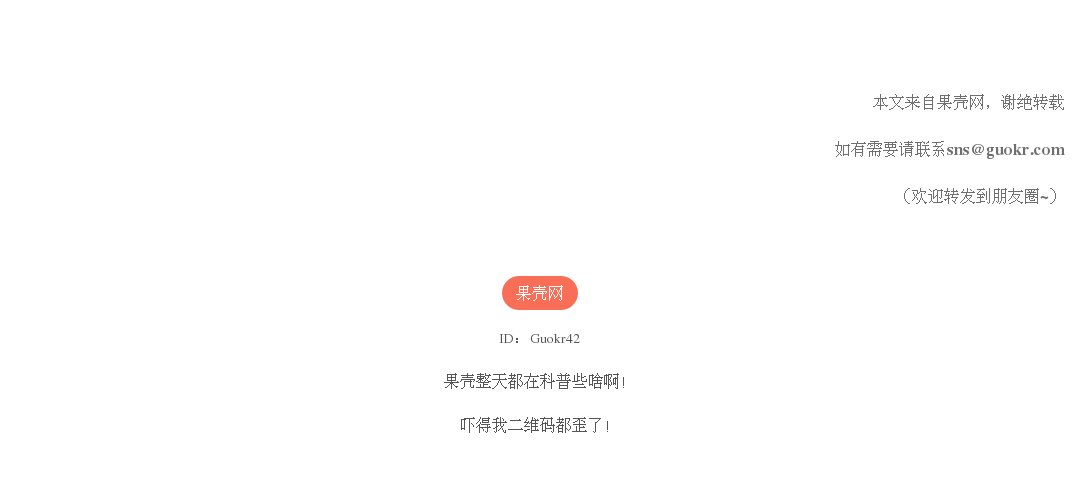 本文来自果壳网，谢绝转载
如有需要请联系sns@guokr.com
（欢迎转发到朋友圈~）
果壳网
ID：Guokr42
果壳整天都在科普些啥啊！
吓得我二维码都歪了！